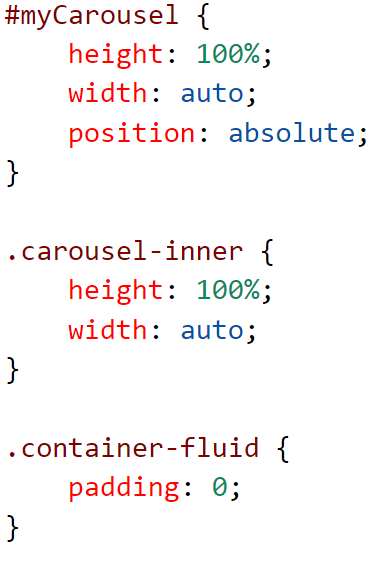 #myCarousel {
    height: 100%;
    width: auto;
    position: absolute;
}

.carousel-inner {
    height: 100%;
    width: auto;
}

.container-fluid {
    padding: 0;
}